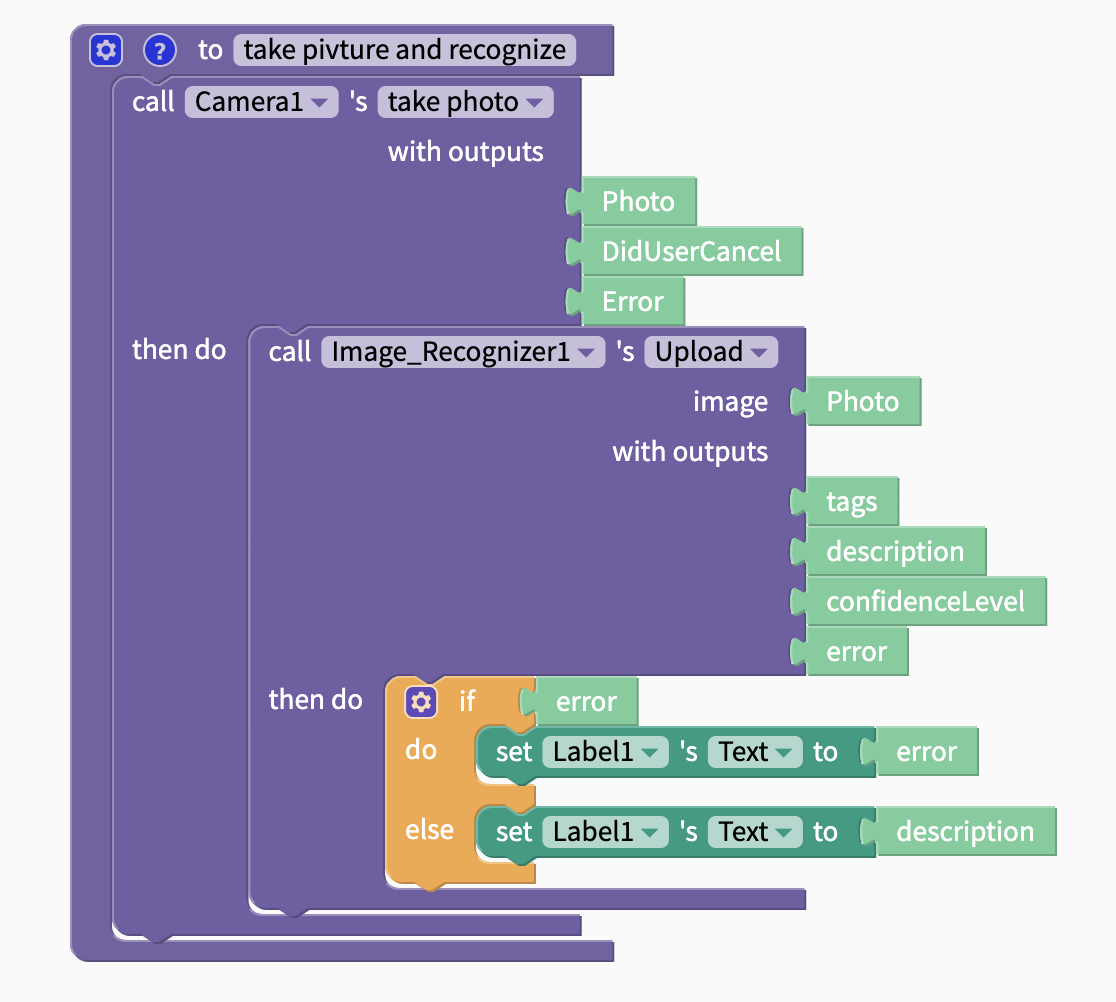 ? to take pivture and recognize
call Camera1 's take photo
with outputs
Photo
DidUserCancel
Error
then do call Image_Recognizer1 's Upload
image Photo
with outputs
tags
description
confidenceLevel
error
then do if error
do set Label1 's Text to error
else set Label1 's Text to description